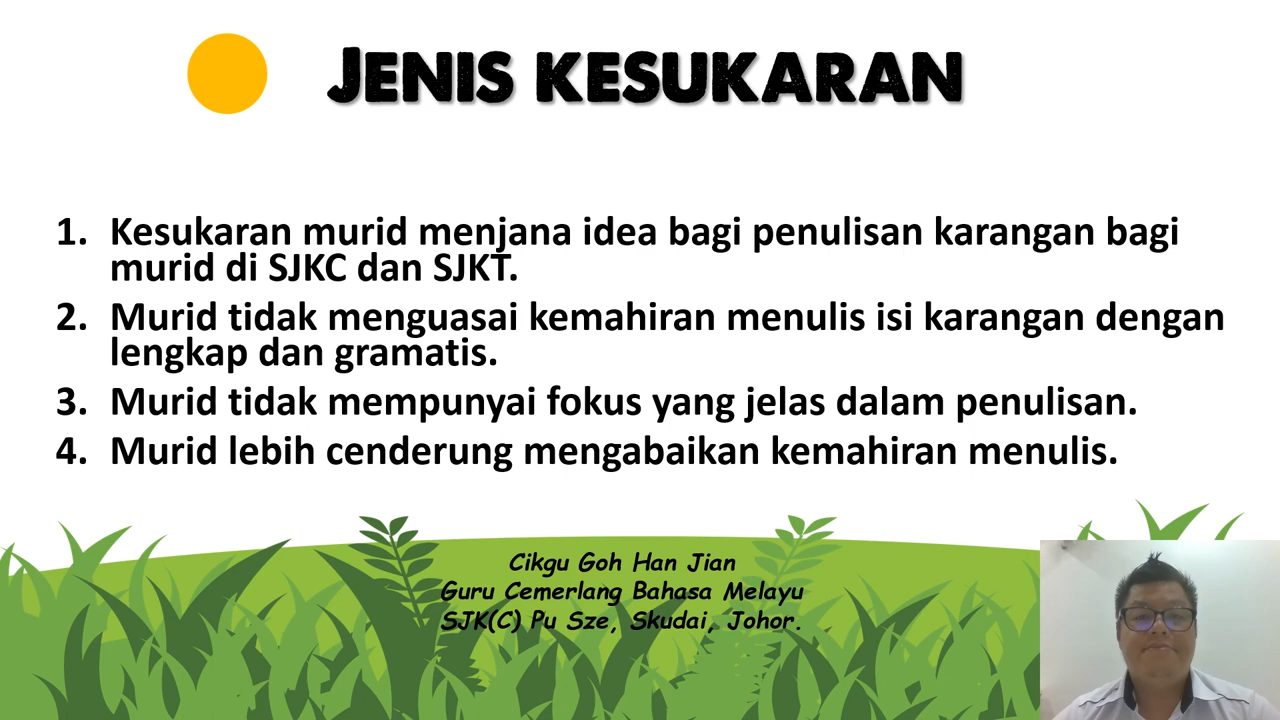 JENIS KESUKARAN
1. Kesukaran murid menjana idea bagi penulisan karangan bagi
murid di SJKC dan SJKT.
2. Murid tidak menguasai kemahiran menulis isi karangan dengan
lengkap dan gramatis.
3. Murid tidak mempunyai fokus yang jelas dalam penulisan.
4. Murid lebih cenderung mengabaikan kemahiran menulis.
Cikgu Goh Han Jian
Guru Cemerlang Bahasa Melayu
SJK(C) Pu Sze, Skudai, Johor.